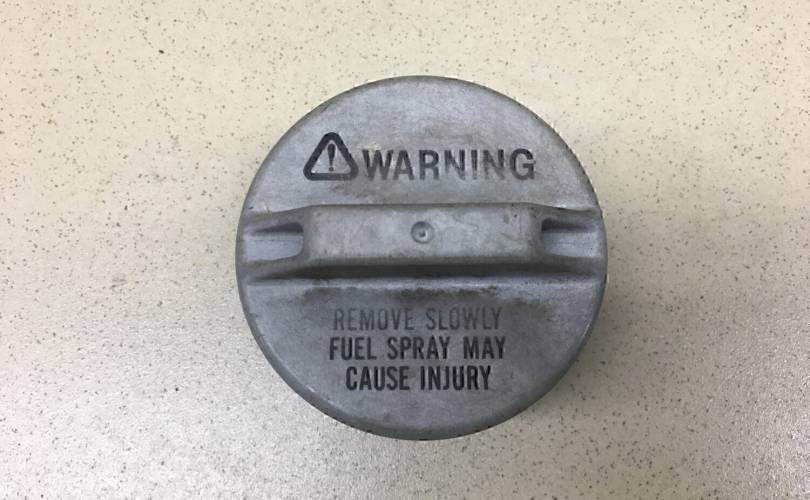 WARNING
REMOVE SLOWLY
FUEL SPRAY MAY
CAUSE INJURY